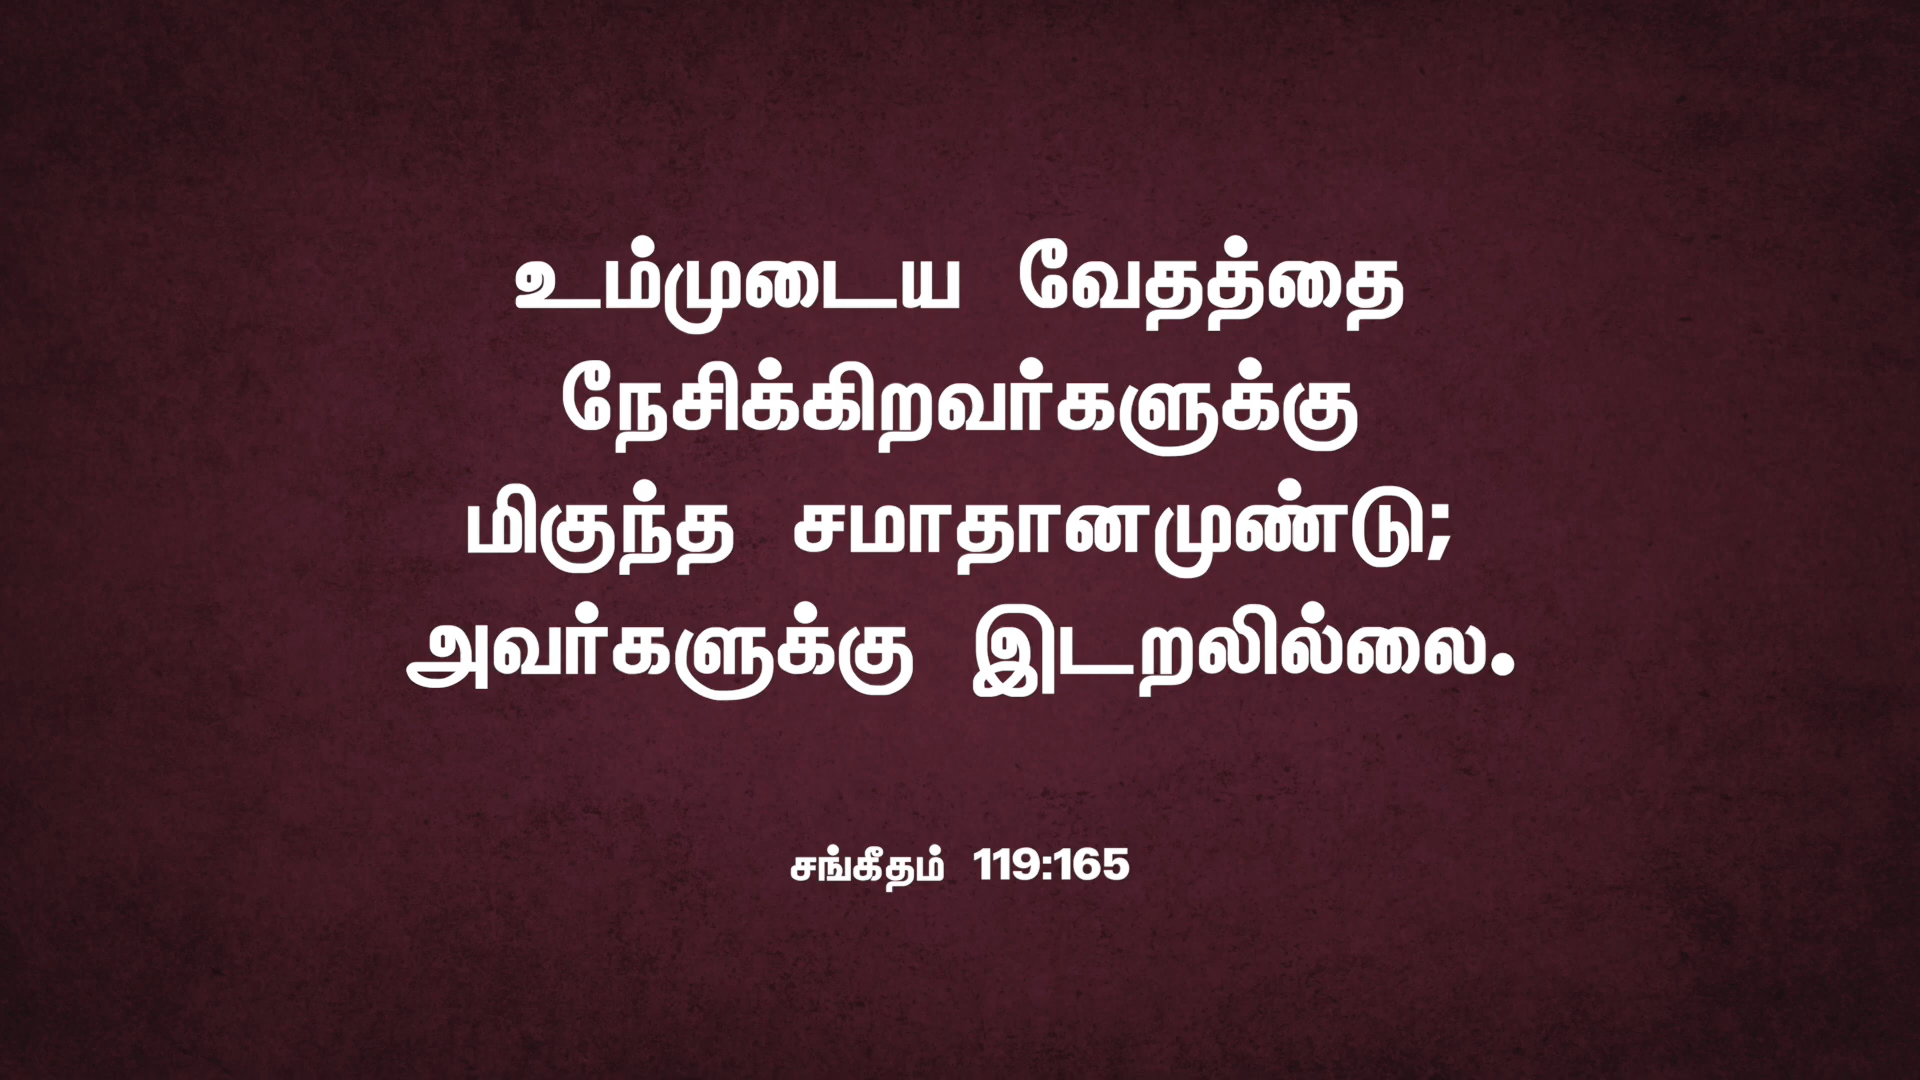 உம்முடைய வேதத்தை
நேசிக்கிறவர்களுக்கு
மிகுந்த சமாதானமுண்டு;
அவர்களுக்கு இடறலில்லை.
சங்கீதம் 119:165